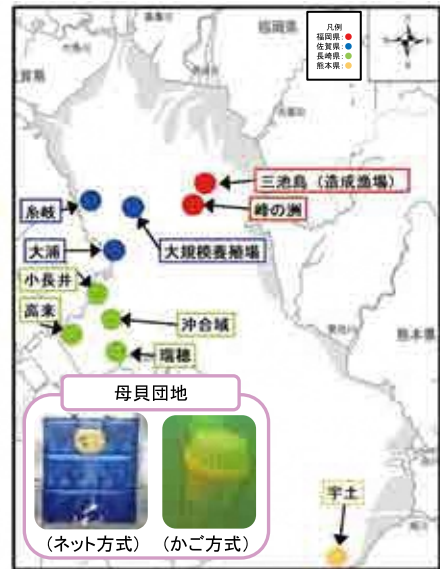 福岡県
凡例
福岡県:
佐賀県:
長崎県:
熊本県:
賀県
三池島（造成漁場）
峰の洲
糸岐
大浦
大規模養殖場
小長井
高来
沖合域
瑞穂
熊本県
母貝団地
(ネット方式)
(かご方式)
宇土